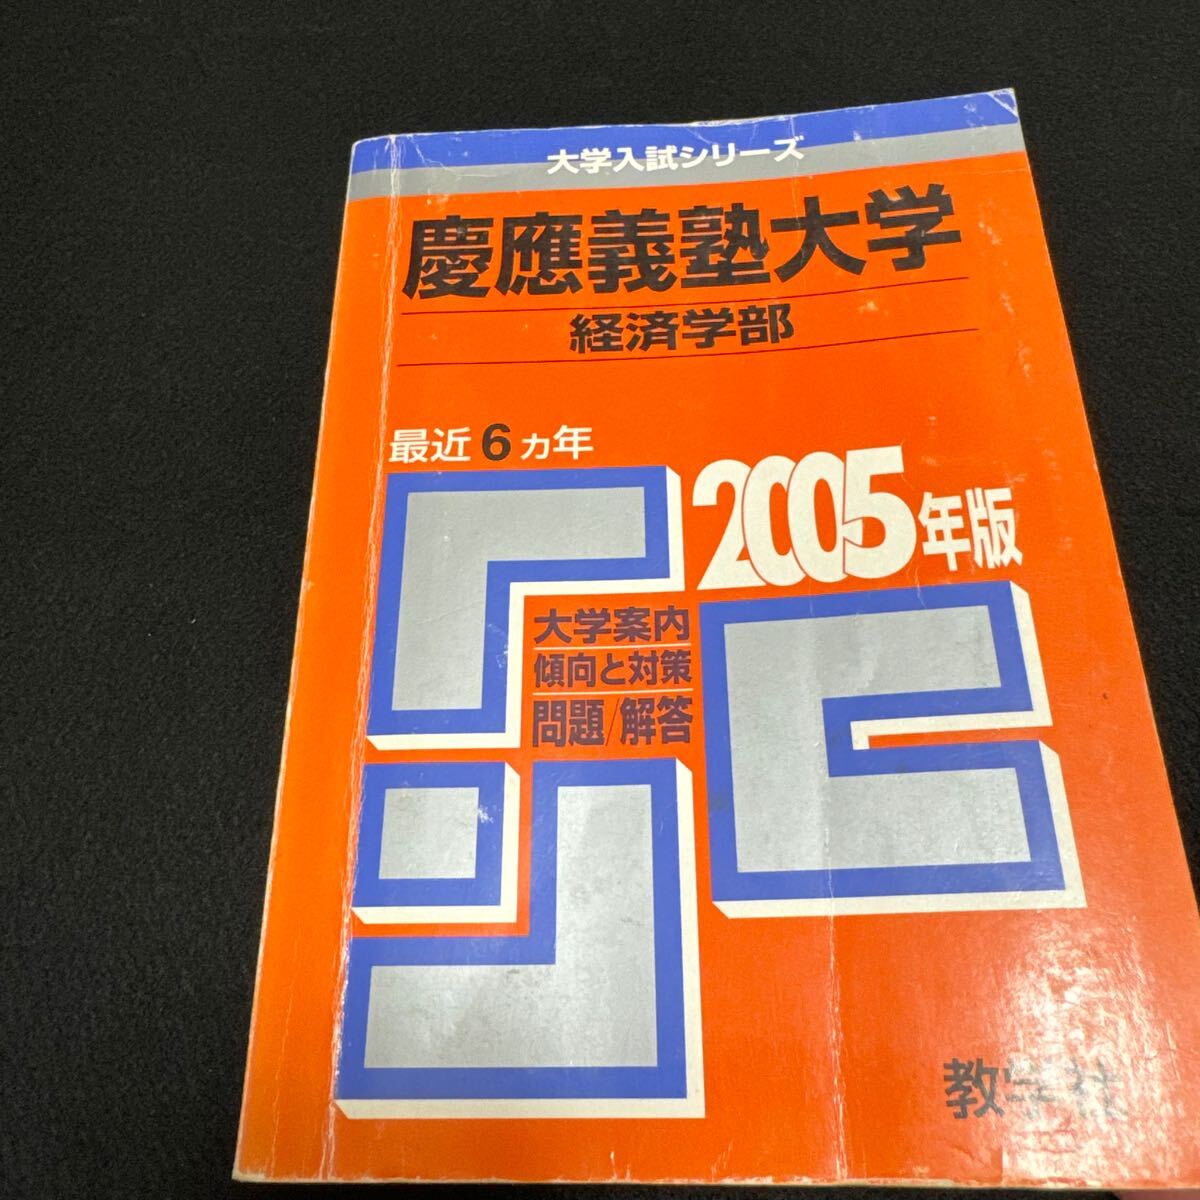 大学入試シリーズ
慶應義塾大学
経済学部
最近6ヵ年
2005年版
大学案内
傾向と対策
問題/解答
教学社